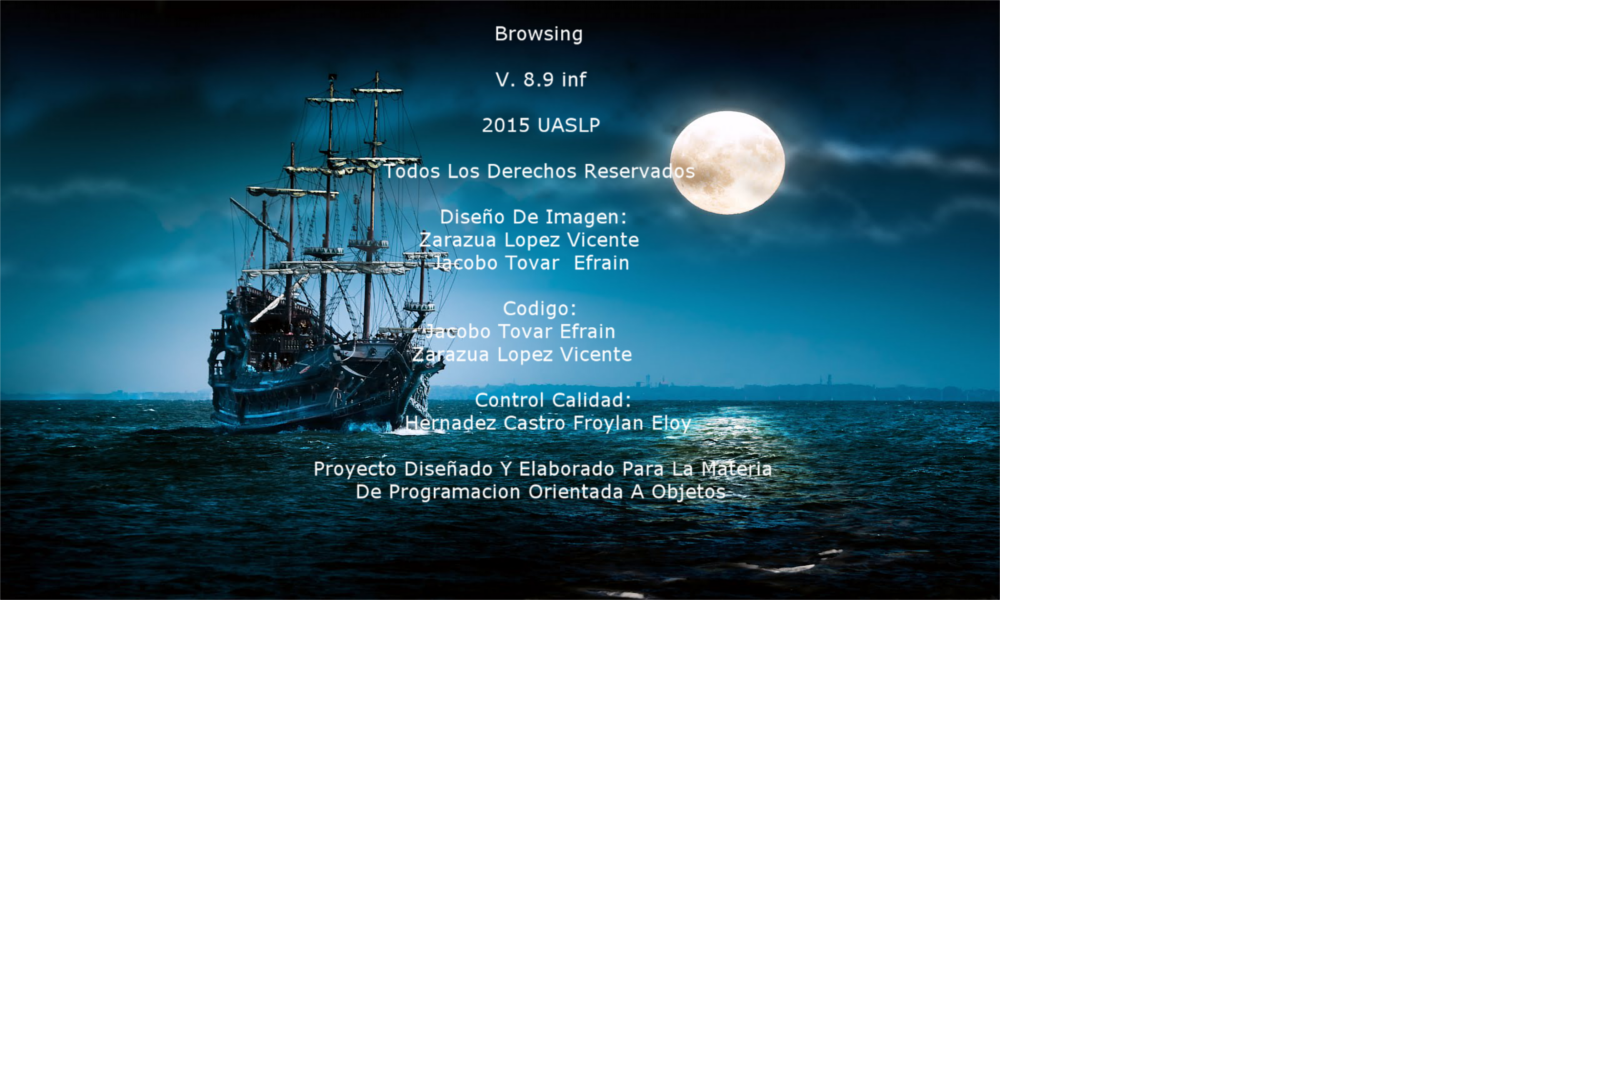 Browsing
V. 8.9 inf
2015 UASLP
Todos Los Derechos Reservados
Diseño De Imagen:
Zarazua Lopez Vicente
Jacobo Tovar  Efrain
Codigo:
Jacobo Tovar Efrain
Zarazua Lopez Vicente
Control Calidad:
Hernadez Castro Froylan Eloy
Proyecto Diseñado Y Elaborado Para La Materia
De Programacion Orientada A Objetos